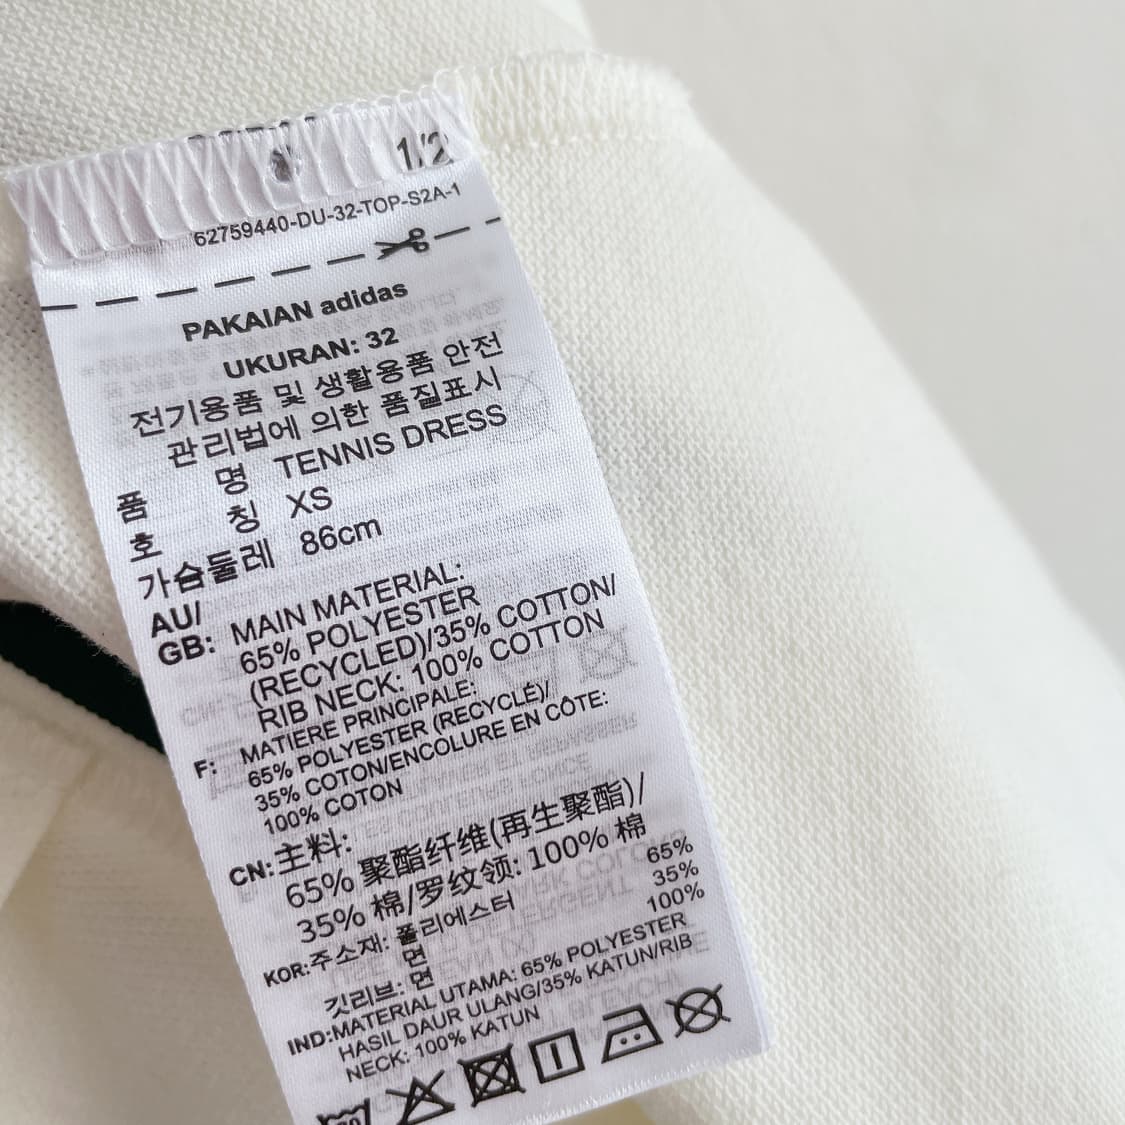 1/2
62759440-DU-32-TOP-S2A-1
PAKAIAN adidas
UKURAN: 32
전기용품 및 생활용품 안전
관리법에 의한 품질표시
품 명 TENNIS DRESS
호 칭 XS
가슴둘레 86cm
AU/
GB: MAIN MATERIAL:
65% POLYESTER
(RECYCLED)/35% COTTON/
RIB NECK: 100% COTTON
F: MATIERE PRINCIPALE:
65% POLYESTER (RECYCLÉ)/
35% COTON/ENCOLURE EN CÔTE:
100% COTON
CN: 主料:
65% 聚酯纤维(再生聚酯)/
35% 棉/罗纹领: 100% 棉
KOR: 주소재: 폴리에스터 65%
면 35%
깃리브: 면 100%
IND: MATERIAL UTAMA: 65% POLYESTER
HASIL DAUR ULANG/35% KATUN/RIB
NECK: 100% KATUN